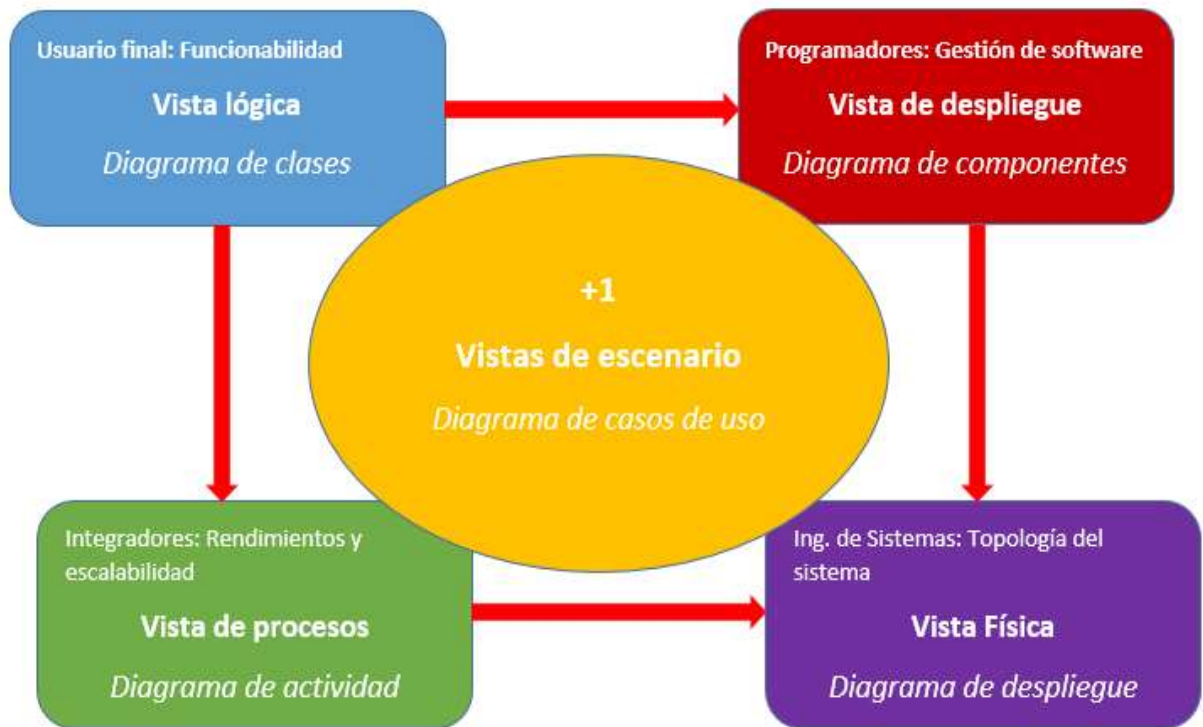 Usuario final: Funcionabilidad
Vista lógica
Diagrama de clases
Programadores: Gestión de software
Vista de despliegue
Diagrama de componentes
+1
Vistas de escenario
Diagrama de casos de uso
Integradores: Rendimientos y
escalabilidad
Vista de procesos
Diagrama de actividad
Ing. de Sistemas: Topología del
sistema
Vista Física
Diagrama de despliegue